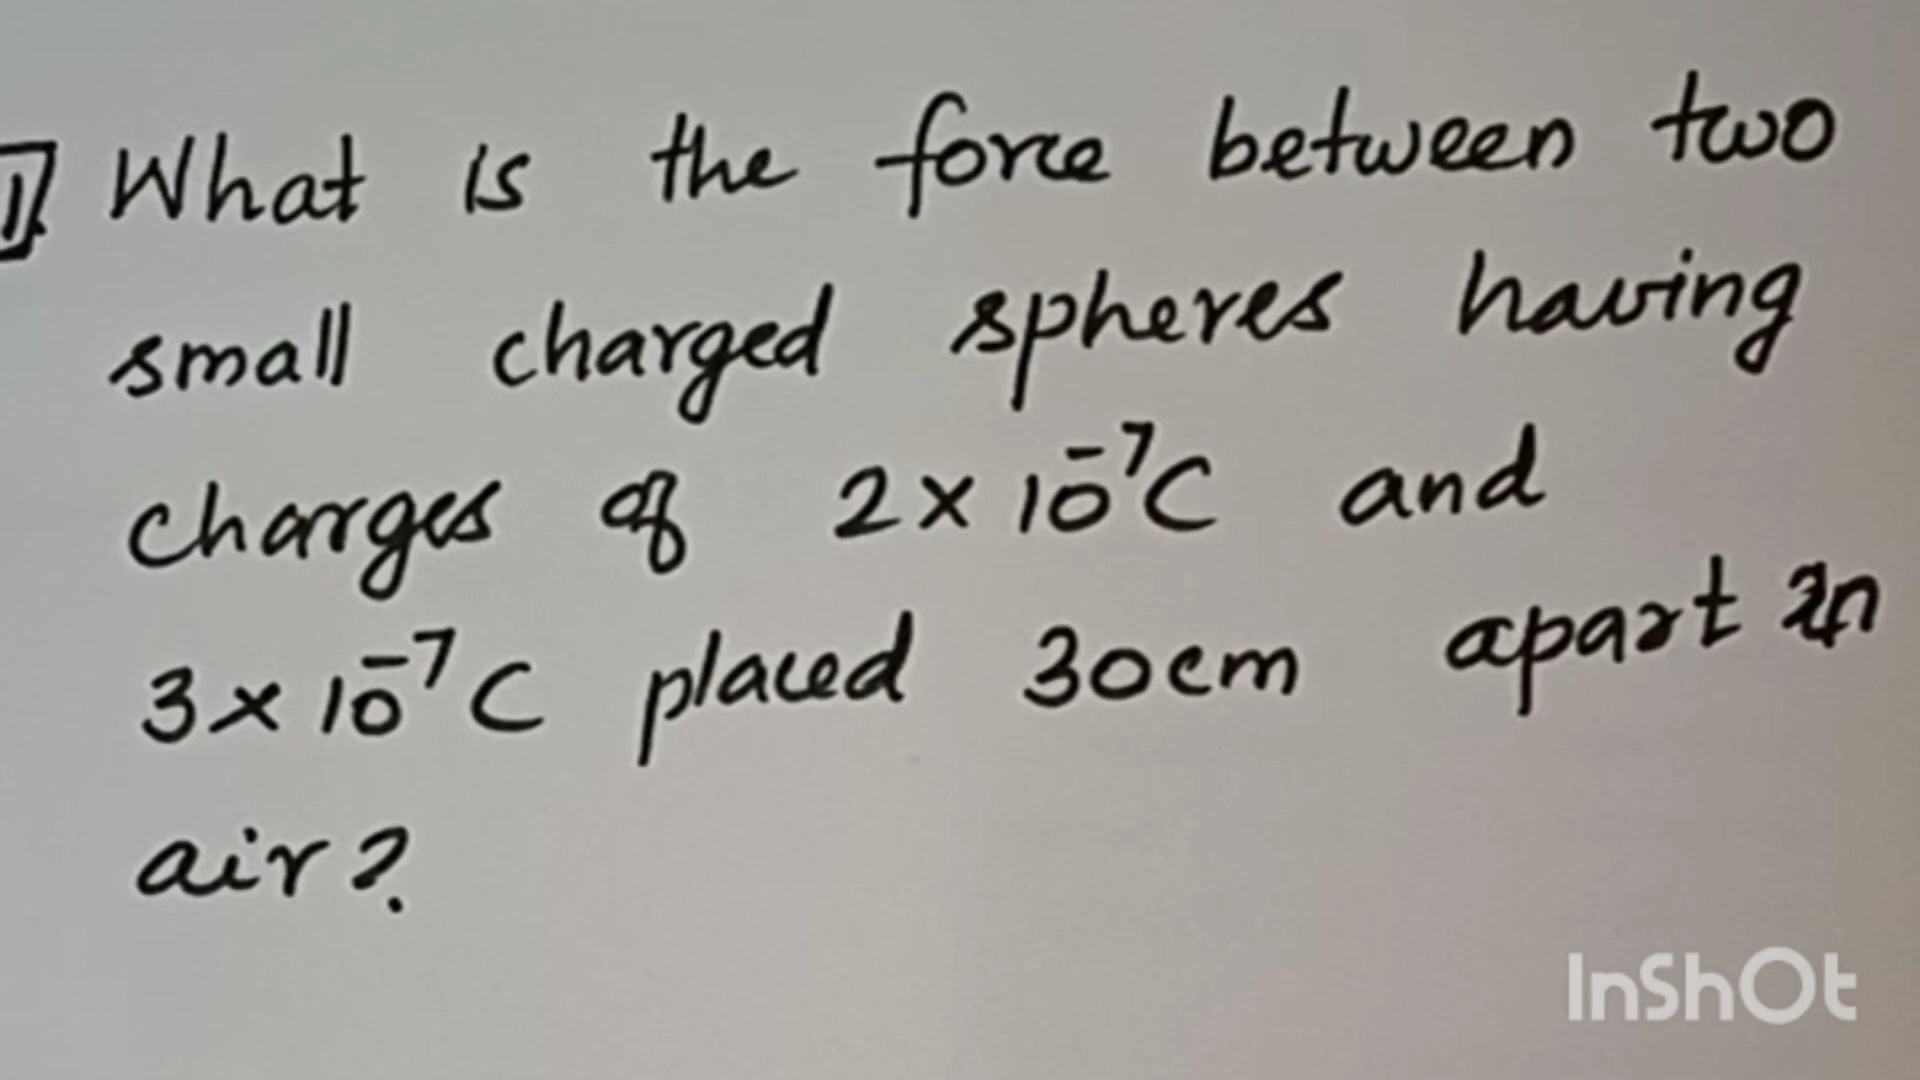 1] What is the force between two
small charged spheres having
charges of 2 × 10⁻⁷C and
3 × 10⁻⁷ C placed 30cm apart in
air?
InShOt